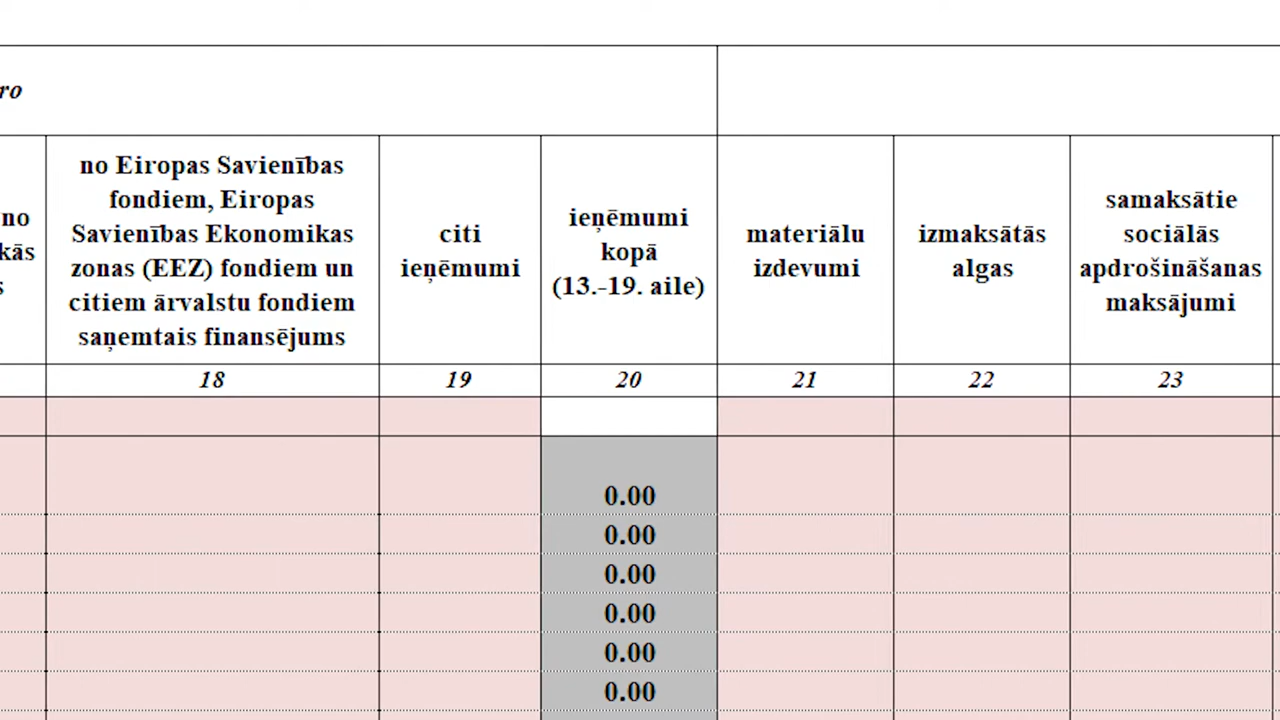 ro
no
kās
s
no Eiropas Savienības
fondiem, Eiropas
Savienības Ekonomikas
zonas (EEZ) fondiem un
citiem ārvalstu fondiem
saņemtais finansējums
citi
ieņēmumi
ieņēmumi
kopā
(13.-19. aile)
materiālu
izdevumi
izmaksātās
algas
samaksātie
sociālās
apdrošināšanas
maksājumi
18 19 20 21 22 23
0.00
0.00
0.00
0.00
0.00
0.00